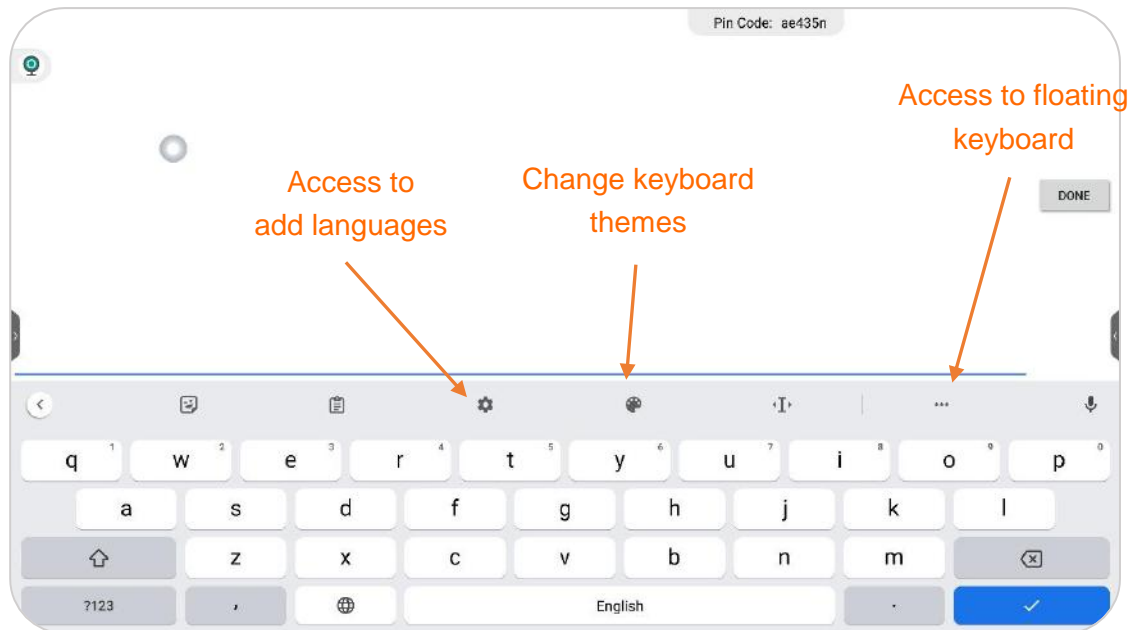 Pin Code: ae435n
Access to floating
keyboard
Access to
add languages
Change keyboard
themes
DONE
q 1 w 2 e 3 r 4 t 5 y 6 u 7 i 8 o 9 p 0
a s d f g h j k l
z x c v b n m
?123 , English .